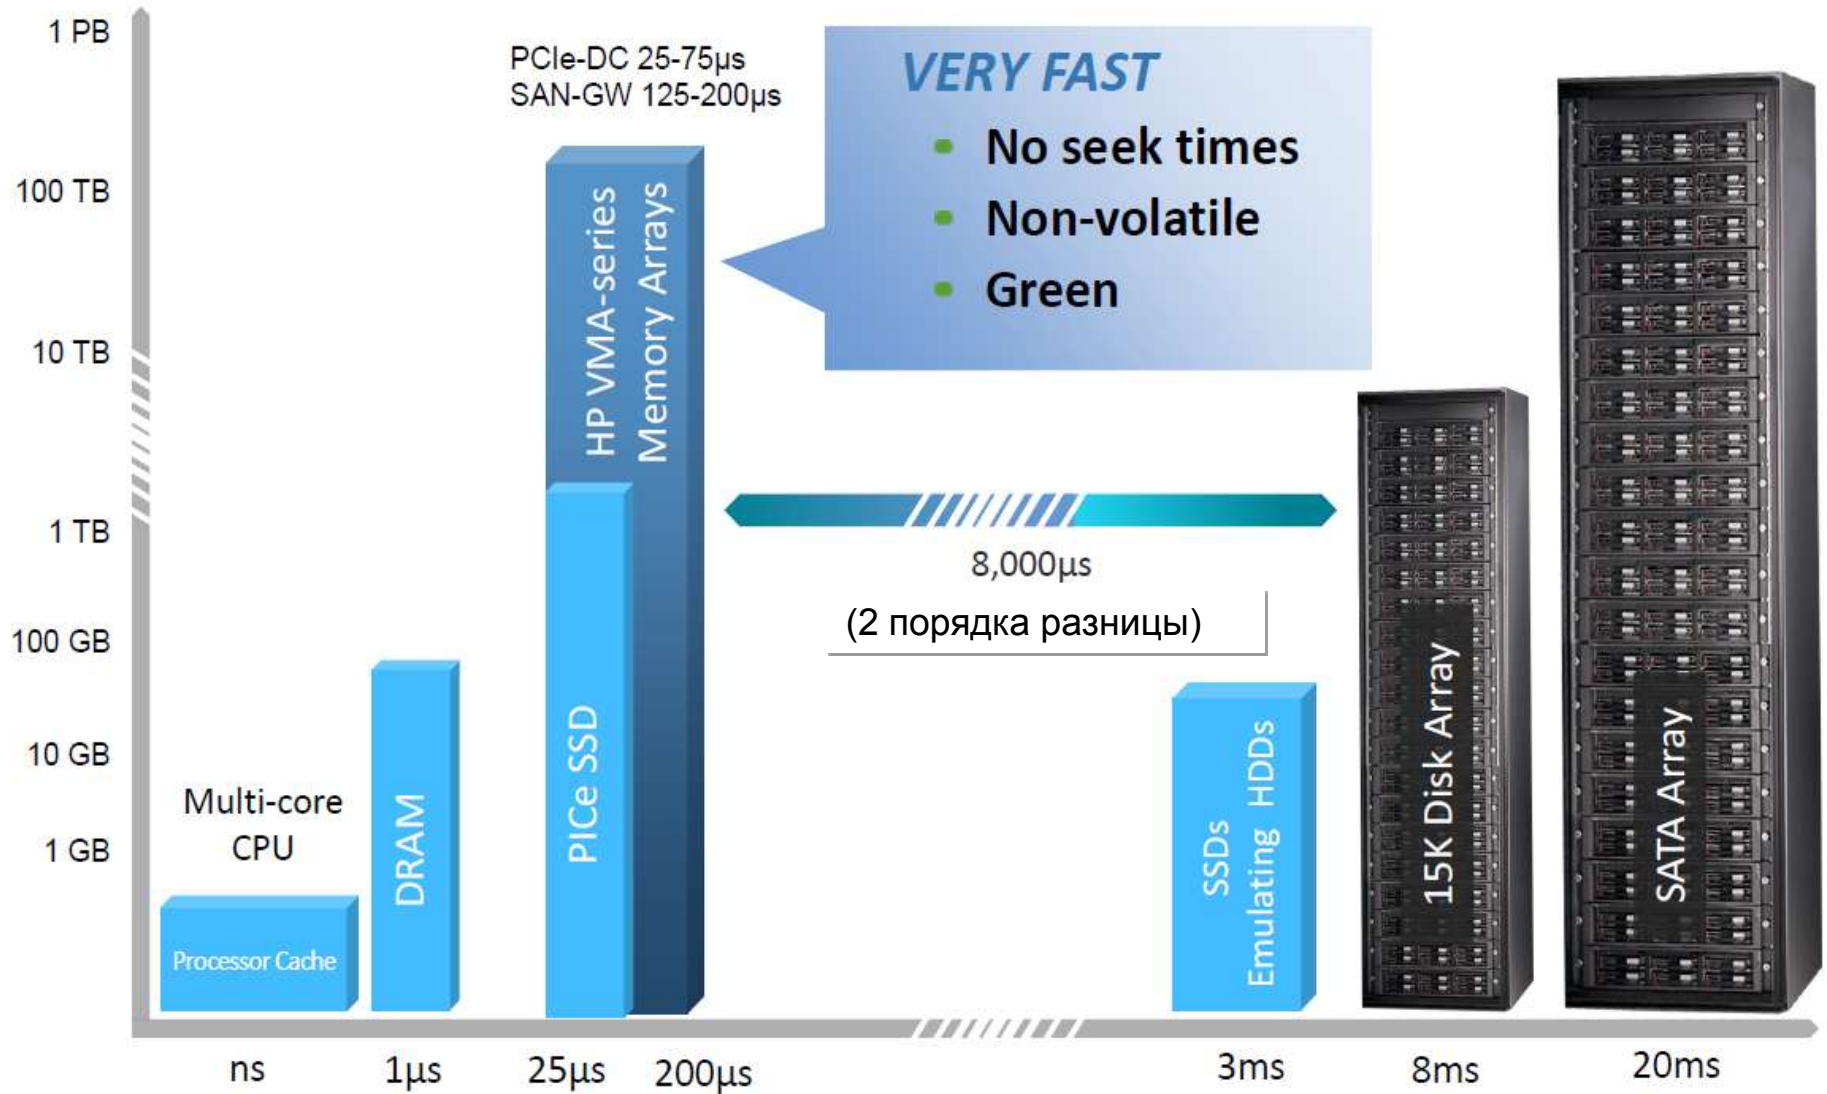 1 PB
100 TB
10 TB
1 TB
100 GB
10 GB
1 GB
PCIe-DC 25-75µs
SAN-GW 125-200µs
VERY FAST
No seek times
Non-volatile
Green
HP VMA-series
Memory Arrays
8,000µs
(2 порядка разницы)
Multi-core
CPU
Processor Cache
DRAM
PICe SSD
SSDs
Emulating HDDs
15K Disk Array
SATA Array
ns
1µs
25µs
200µs
3ms
8ms
20ms